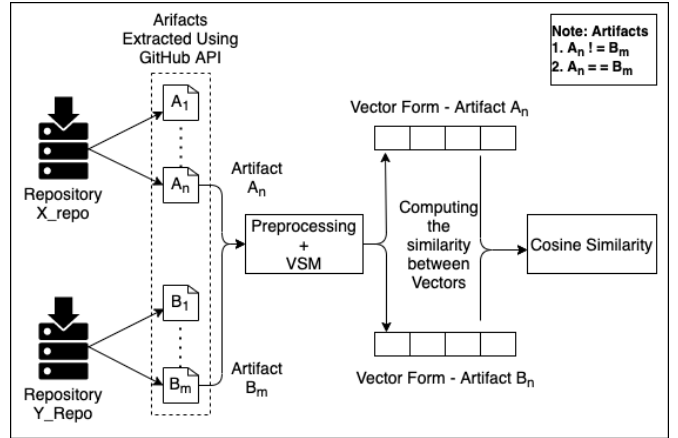 Arifacts
Extracted Using
GitHub API
Note: Artifacts
1. An ! = Bm
2. An = = Bm
A1
An
Repository
X_repo
Artifact
An
B1
Bm
Repository
Y_Repo
Artifact
Bm
Preprocessing
+
VSM
Vector Form - Artifact An
Computing
the
similarity
between
Vectors
Vector Form - Artifact Bn
Cosine Similarity